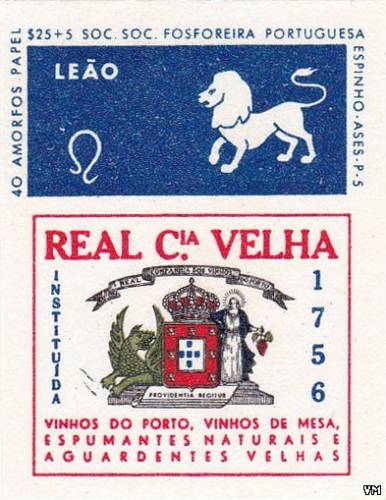 $25+5 SOC. SOC. FOSFOREIRA PORTUGUESA
ESPINHO-ASES-P-5
40 AMORFOS PAPEL
LEÃO
REAL C.IA VELHA
INSTITUÍDA
1756
REAL COMPANHIA DOS VINHOS
PROVIDENTIA REGITUR
VINHOS DO PORTO, VINHOS DE MESA,
ESPUMANTES NATURAIS E
AGUARDENTES VELHAS
VM